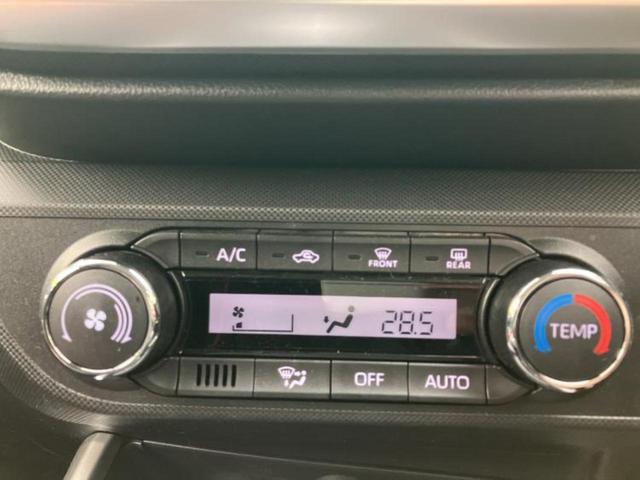 A/C
FRONT
REAR
28.5
TEMP
OFF
AUTO